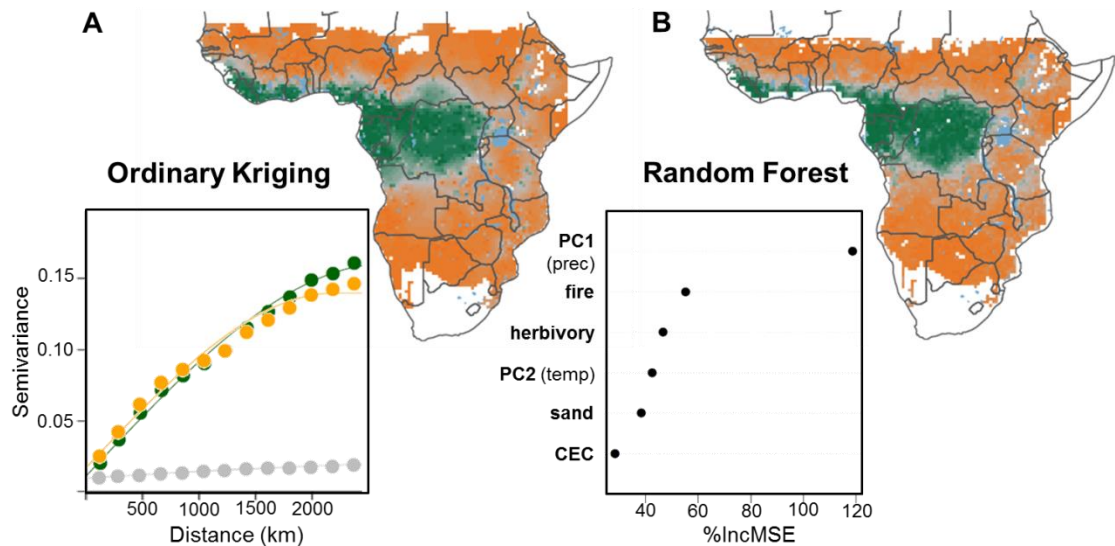 A
B
Ordinary Kriging
Random Forest
Semivariance
0.15
0.10
0.05
500
1000
1500
2000
Distance (km)
PC1
(prec)
fire
herbivory
PC2 (temp)
sand
CEC
40
60
80
100
120
%IncMSE